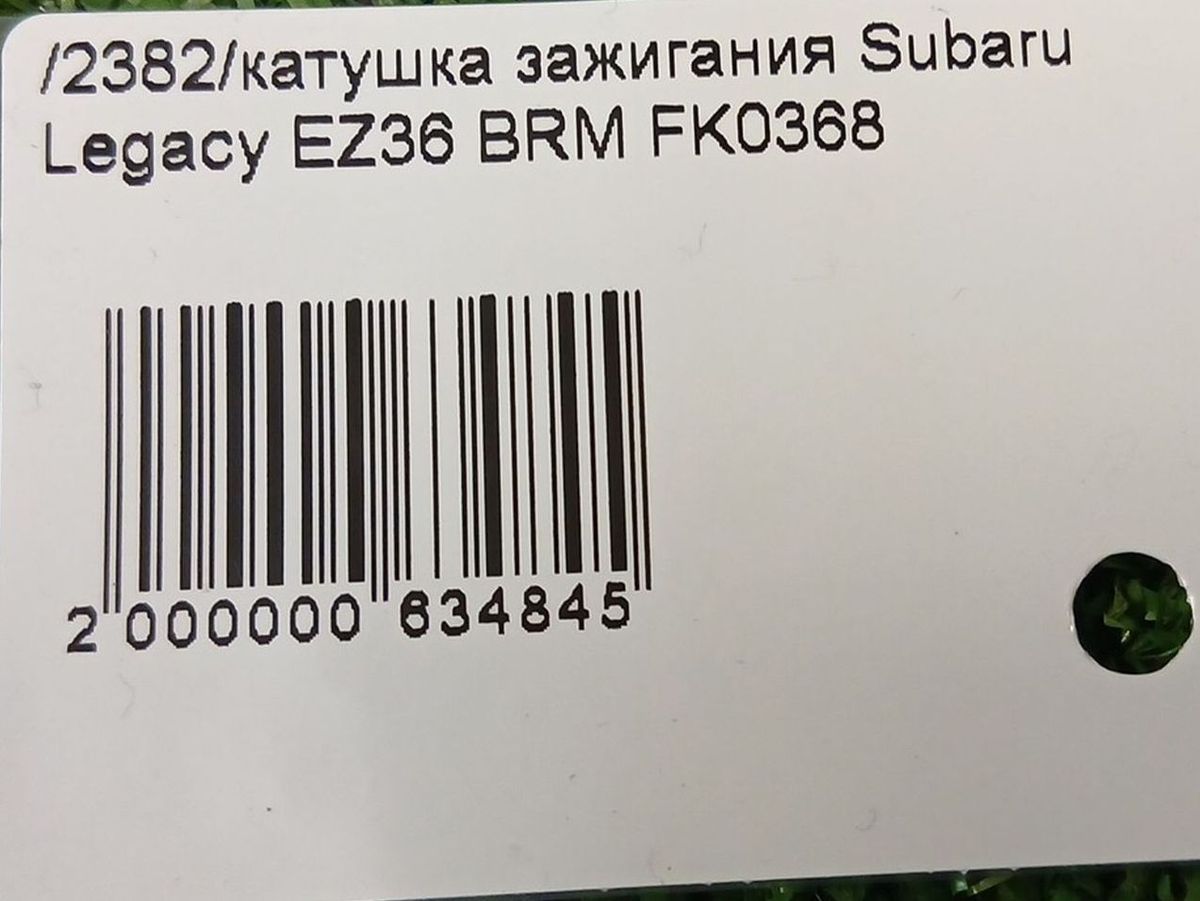 /2382/катушка зажигания Subaru
Legacy EZ36 BRM FK0368
2 000000 634845